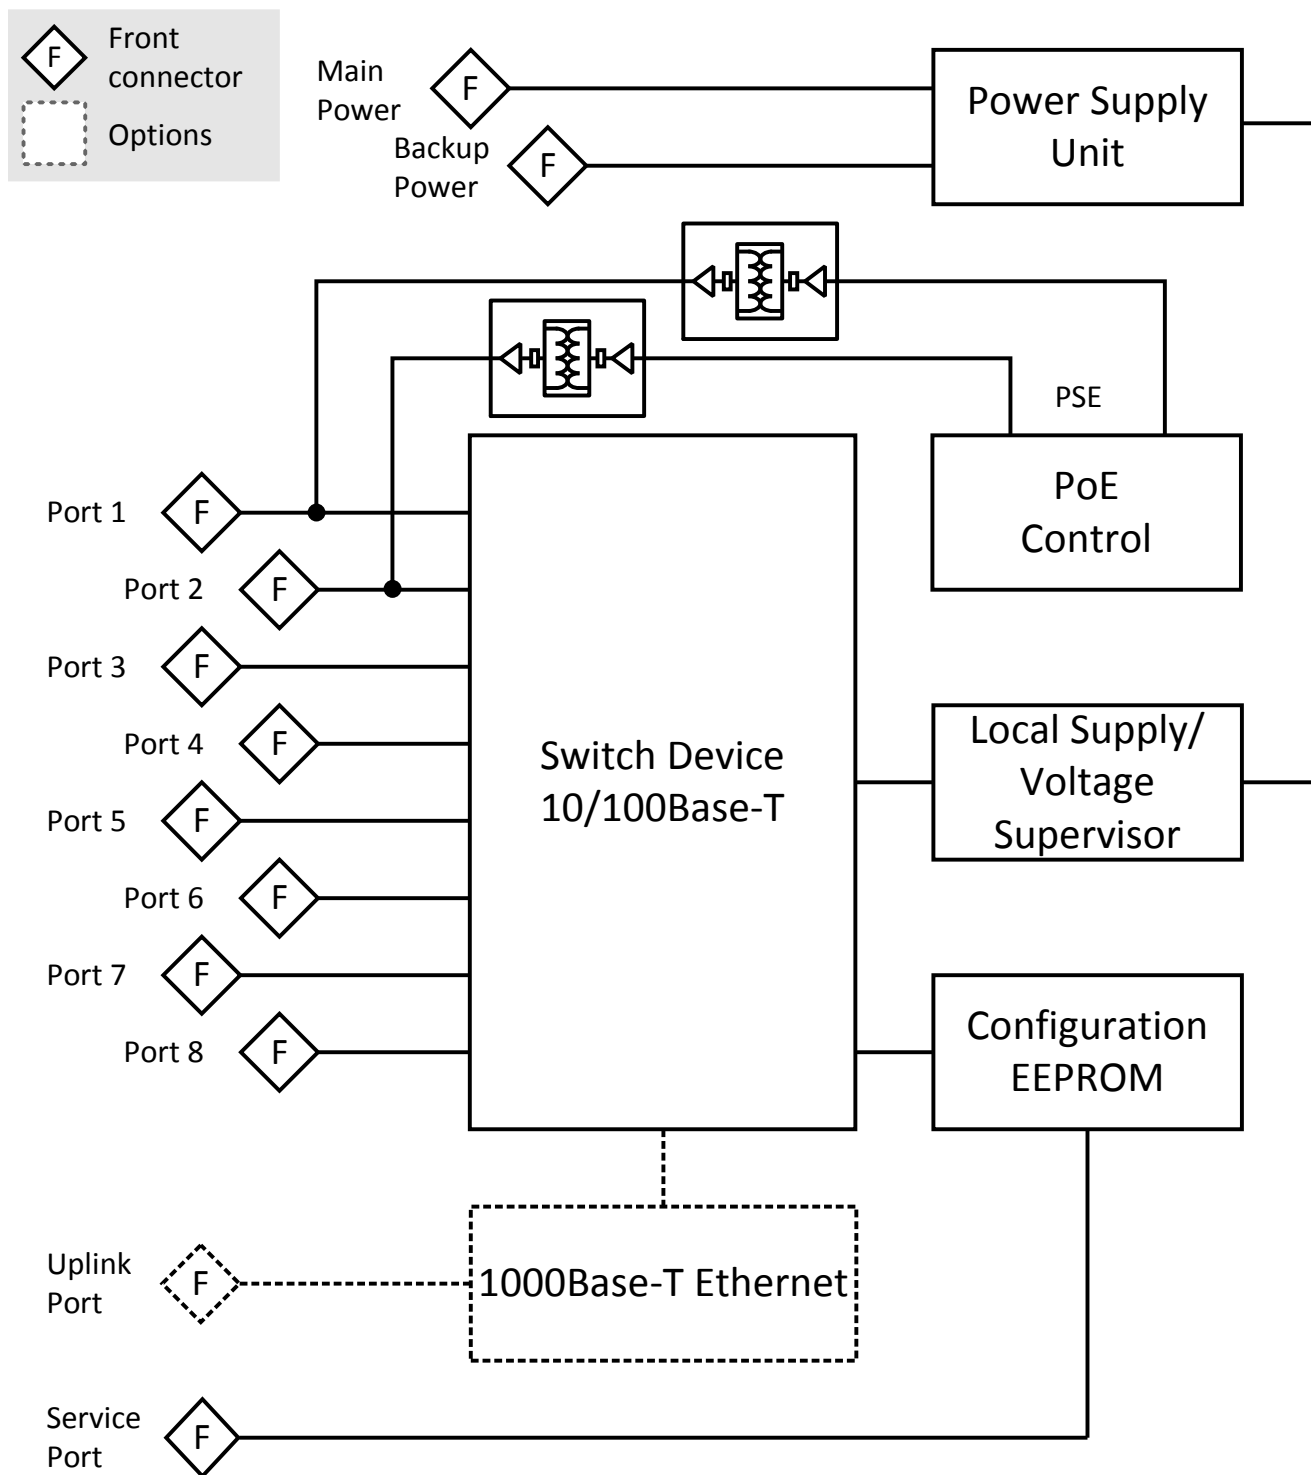 F
Front
connector
Options
Main
Power
F
Backup
Power
F
Power Supply
Unit
PSE
PoE
Control
Port 1
F
Port 2
F
Port 3
F
Port 4
F
Port 5
F
Port 6
F
Port 7
F
Port 8
F
Switch Device
10/100Base-T
Local Supply/
Voltage
Supervisor
Configuration
EEPROM
Uplink
Port
F
1000Base-T Ethernet
Service
Port
F